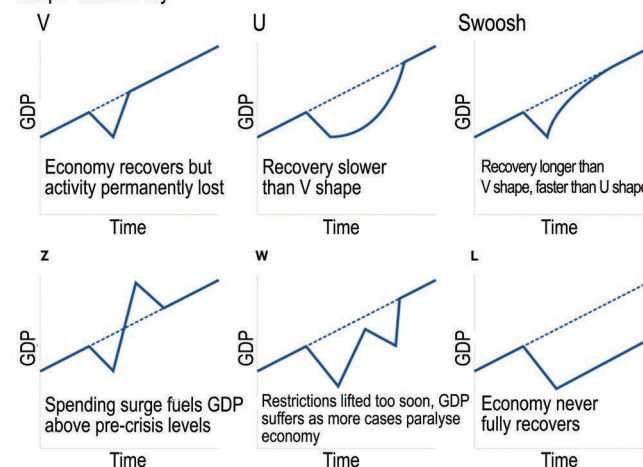 V
GDP
Economy recovers but
activity permanently lost
Time
U
GDP
Recovery slower
than V shape
Time
Swoosh
GDP
Recovery longer than
V shape, faster than U shape
Time
Z
GDP
Spending surge fuels GDP
above pre-crisis levels
Time
W
GDP
Restrictions lifted too soon, GDP
suffers as more cases paralyse
economy
Time
L
GDP
Economy never
fully recovers
Time